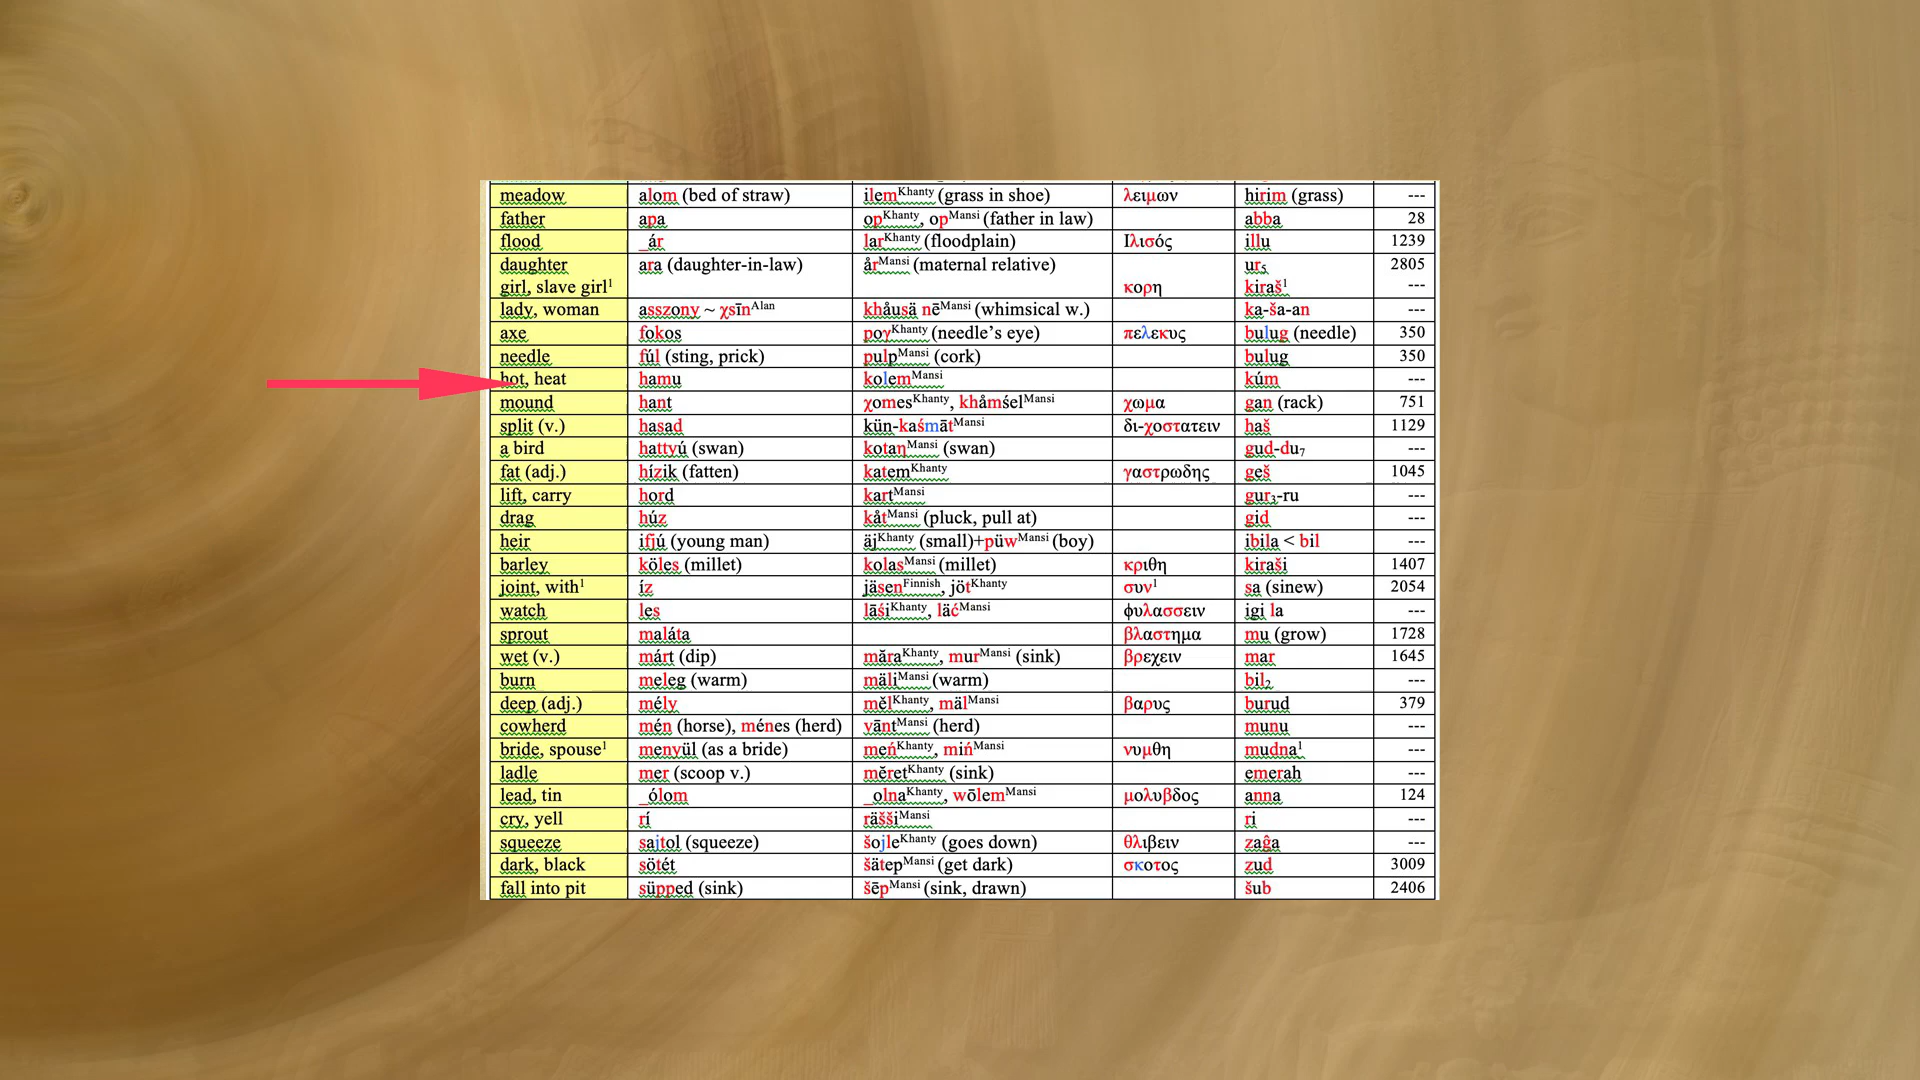 meadow alom (bed of straw) ilemKhanty (grass in shoe) λειμων hirim (grass) ---
father apa opKhanty, opMansi (father in law) abba 28
flood _ár larKhanty (floodplain) Ιλισός illu 1239
daughter ara (daughter-in-law) årMansi (maternal relative) ur₅ 2805
girl, slave girl¹ κορη kiraš¹ ---
lady, woman asszony ~ χsīnAlan khåusä nēMansi (whimsical w.) ka-ša-an ---
axe fokos poγKhanty (needle’s eye) πελεκυς bulug (needle) 350
needle fúl (sting, prick) pulpMansi (cork) bulug 350
hot, heat hamu kolemMansi kúm ---
mound hant χomesKhanty, khåmśelMansi χωμα gan (rack) 751
split (v.) hasad kün-kaśmātMansi δι-χοστατειν haš 1129
a bird hattyú (swan) kotaŋMansi (swan) gud-du₇ ---
fat (adj.) hízik (fatten) katemKhanty γαστρωδης geš 1045
lift, carry hord kartMansi gur₃-ru ---
drag húz kåtMansi (pluck, pull at) gid ---
heir ifjú (young man) äjKhanty (small)+püwMansi (boy) ibila < bil ---
barley köles (millet) kolasMansi (millet) κριθη kiraši 1407
joint, with¹ íz jäsenFinnish, jötKhanty συν¹ sa (sinew) 2054
watch les lāśiKhanty, läćMansi φυλασσειν igi la ---
sprout maláta βλαστημα mu (grow) 1728
wet (v.) márt (dip) măraKhanty, murMansi (sink) βρεχειν mar 1645
burn meleg (warm) mäliMansi (warm) bil₂ ---
deep (adj.) mély mĕlKhanty, mälMansi βαρυς burud 379
cowherd mén (horse), ménes (herd) vāntMansi (herd) munu ---
bride, spouse¹ menyül (as a bride) meńKhanty, mińMansi νυμθη mudna¹ ---
ladle mer (scoop v.) mĕretKhanty (sink) emerah ---
lead, tin _ólom _olnaKhanty, wōlemMansi μολυβδος anna 124
cry, yell rí räššiMansi ri ---
squeeze sajtol (squeeze) šojleKhanty (goes down) θλιβειν zaĝa ---
dark, black sötét šätepMansi (get dark) σκοτος zud 3009
fall into pit süpped (sink) šēpMansi (sink, drawn) šub 2406